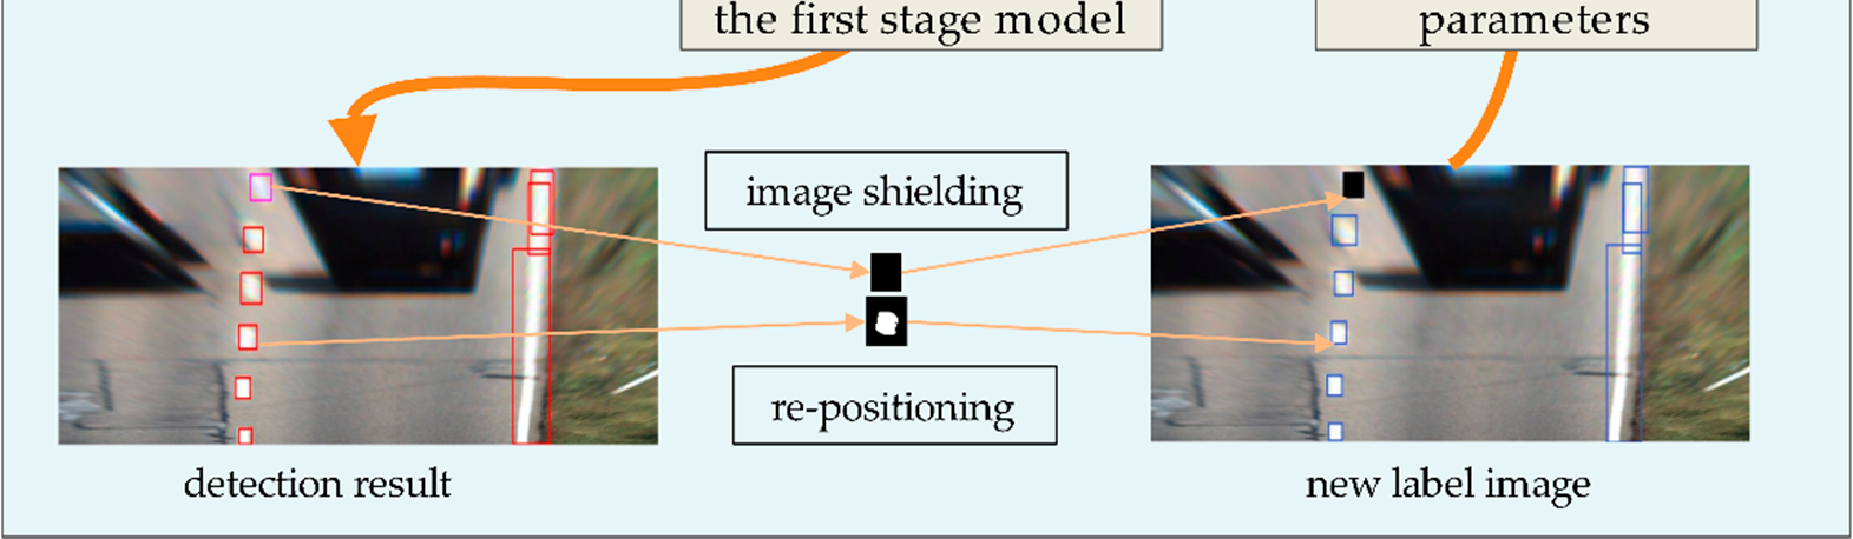 the first stage model
parameters
image shielding
re-positioning
detection result
new label image